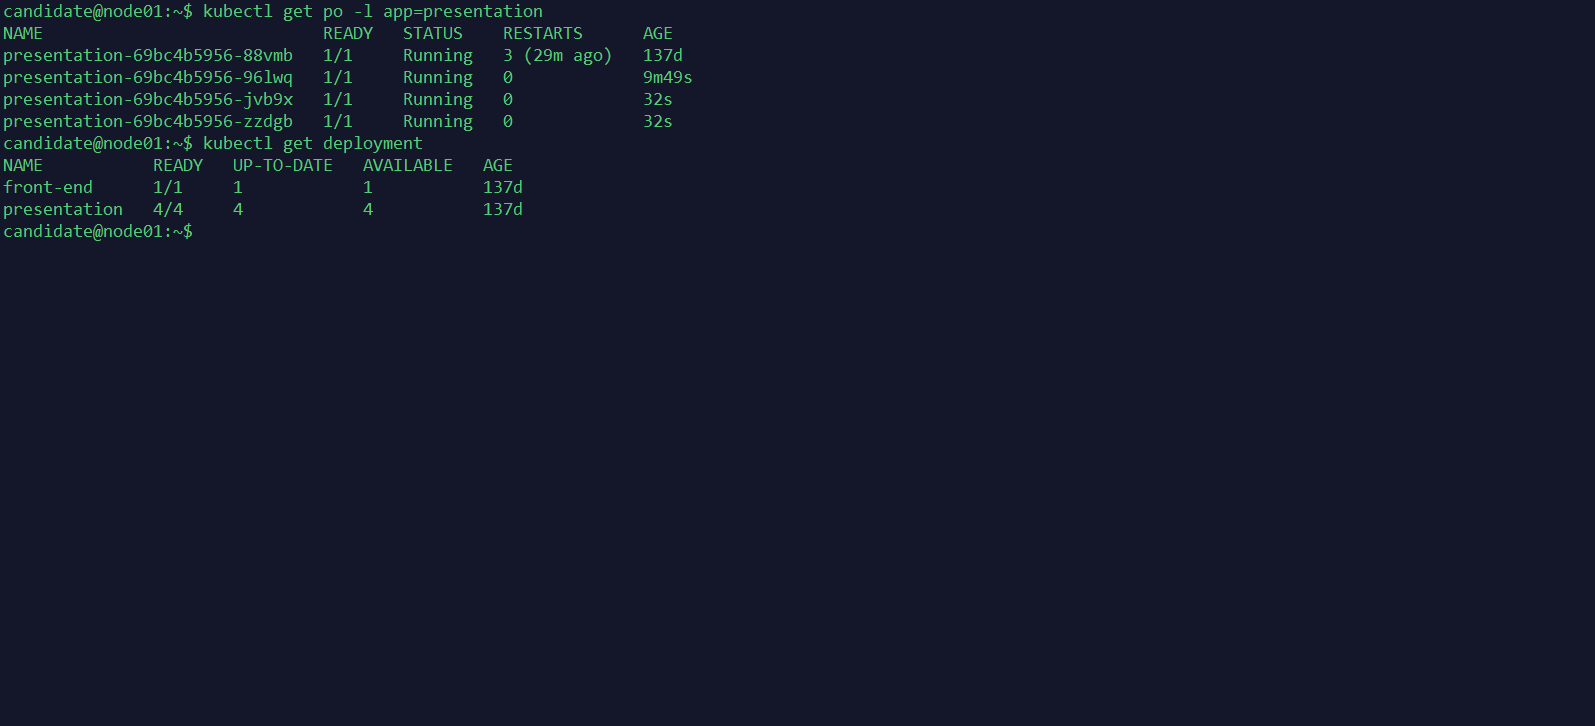 candidate@node01:~$ kubectl get po -l app=presentation
NAME                            READY   STATUS    RESTARTS      AGE
presentation-69bc4b5956-88vmb   1/1     Running   3 (29m ago)   137d
presentation-69bc4b5956-96lwq   1/1     Running   0             9m49s
presentation-69bc4b5956-jvb9x   1/1     Running   0             32s
presentation-69bc4b5956-zzdgb   1/1     Running   0             32s
candidate@node01:~$ kubectl get deployment
NAME           READY   UP-TO-DATE   AVAILABLE   AGE
front-end      1/1     1            1           137d
presentation   4/4     4            4           137d
candidate@node01:~$